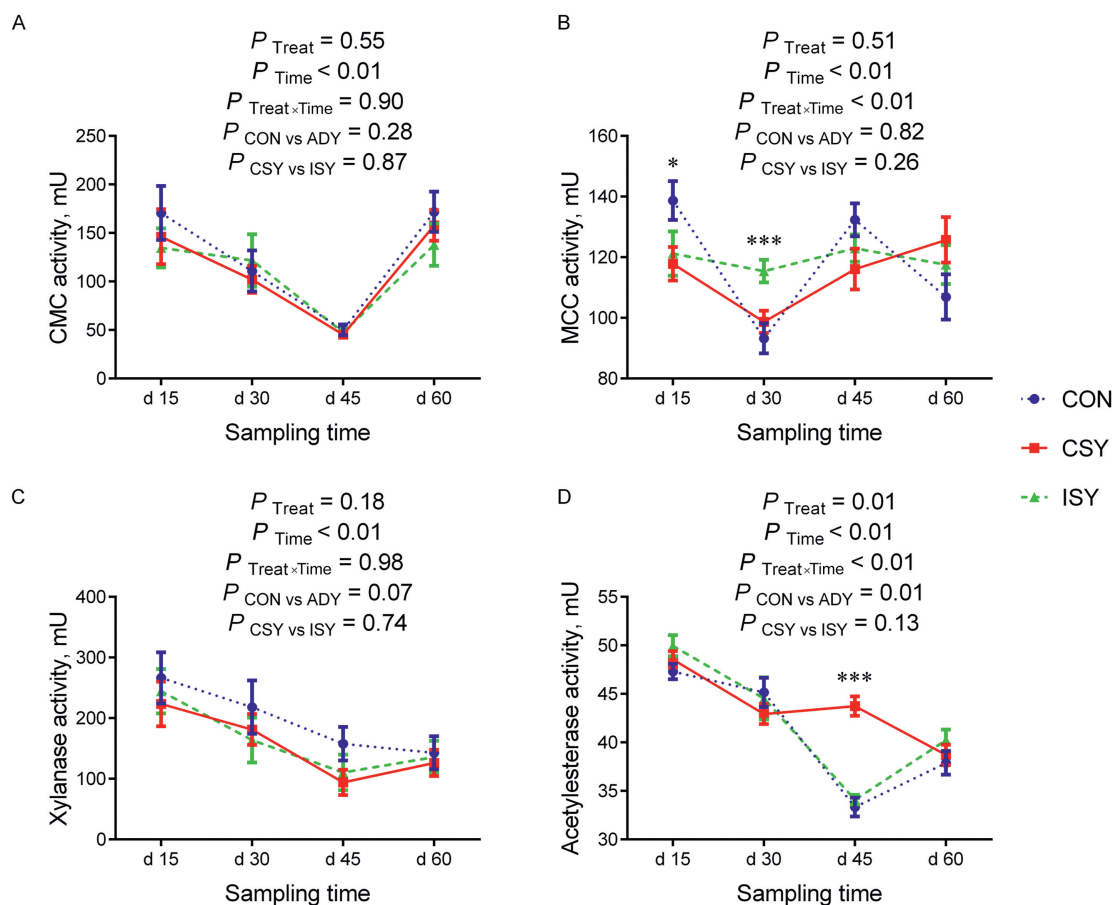 A
P Treat = 0.55
P Time < 0.01
P Treat×Time = 0.90
P CON vs ADY = 0.28
P CSY vs ISY = 0.87
CMC activity, mU
250
200
150
100
50
0
d 15 d 30 d 45 d 60
Sampling time
B
P Treat = 0.51
P Time < 0.01
P Treat×Time < 0.01
P CON vs ADY = 0.82
P CSY vs ISY = 0.26
MCC activity, mU
160
140
120
100
80
*
***
d 15 d 30 d 45 d 60
Sampling time
CON
CSY
ISY
C
P Treat = 0.18
P Time < 0.01
P Treat×Time = 0.98
P CON vs ADY = 0.07
P CSY vs ISY = 0.74
Xylanase activity, mU
400
300
200
100
0
d 15 d 30 d 45 d 60
Sampling time
D
P Treat = 0.01
P Time < 0.01
P Treat×Time < 0.01
P CON vs ADY = 0.01
P CSY vs ISY = 0.13
Acetylesterase activity, mU
55
50
45
40
35
30
***
d 15 d 30 d 45 d 60
Sampling time